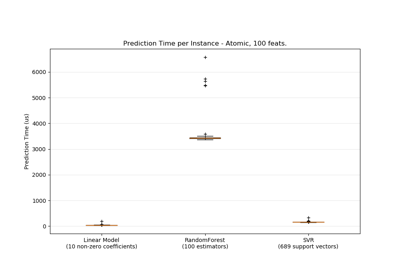 Prediction Time per Instance - Atomic, 100 feats.
Prediction Time (us)
6000
5000
4000
3000
2000
1000
0
Linear Model
(10 non-zero coefficients)
RandomForest
(100 estimators)
SVR
(689 support vectors)